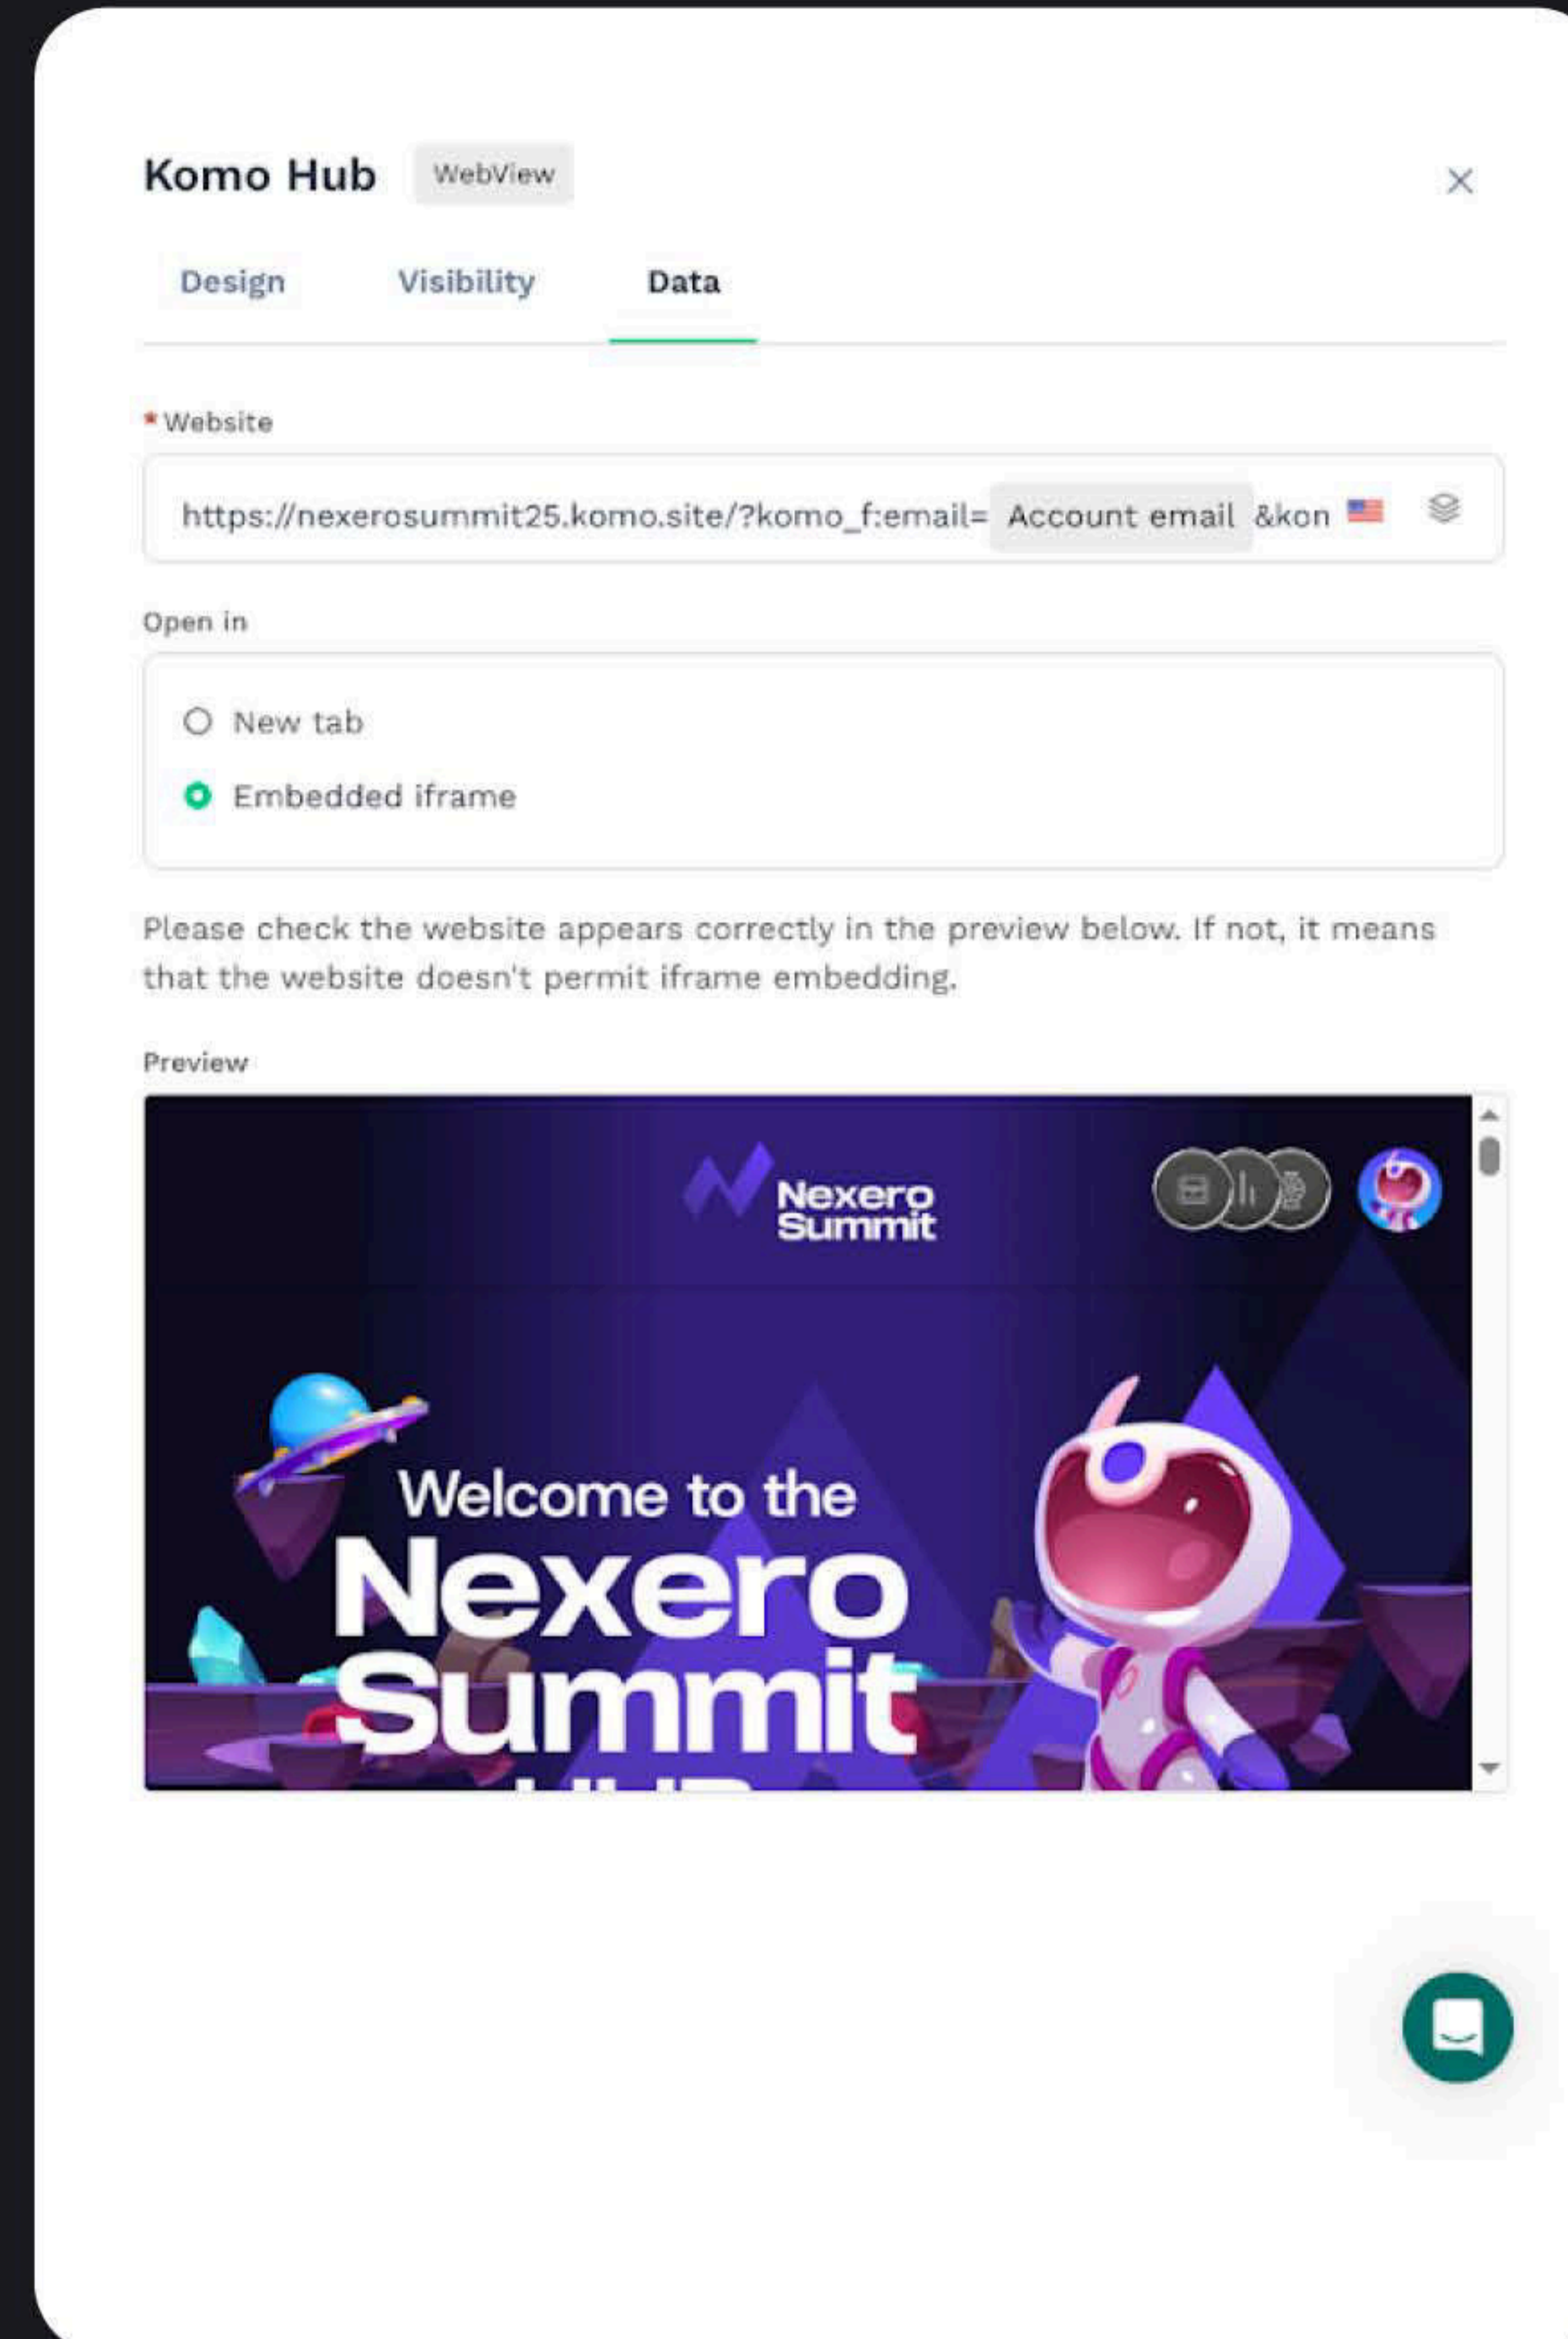 Komo Hub WebView
Design Visibility Data
* Website
https://nexerosummit25.komo.site/?komo_f:email= Account email &kon
Open in
New tab
Embedded iframe
Please check the website appears correctly in the preview below. If not, it means
that the website doesn't permit iframe embedding.
Preview
Nexero
Summit
Welcome to the
Nexero
Summit